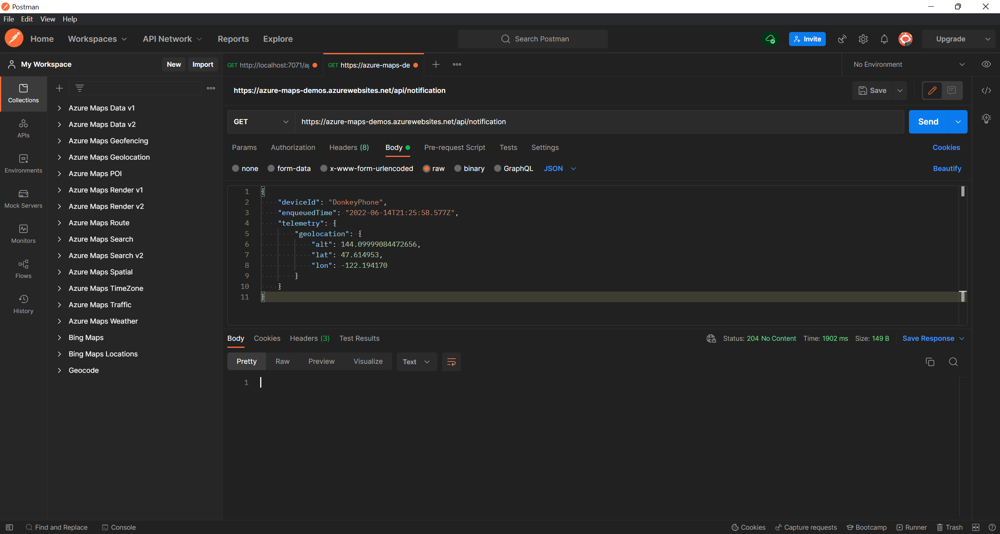 Postman
File Edit View Help
Home Workspaces API Network Reports Explore Search Postman Invite Upgrade
My Workspace New Import GET http://localhost:7071/a GET https://azure-maps-de No Environment
Collections
APIs
Environments
Mock Servers
Monitors
Flows
History
Azure Maps Data v1
Azure Maps Data v2
Azure Maps Geofencing
Azure Maps Geolocation
Azure Maps POI
Azure Maps Render v1
Azure Maps Render v2
Azure Maps Route
Azure Maps Search
Azure Maps Search v2
Azure Maps Spatial
Azure Maps TimeZone
Azure Maps Traffic
Azure Maps Weather
Bing Maps
Bing Maps Locations
Geocode
https://azure-maps-demos.azurewebsites.net/api/notification Save
GET https://azure-maps-demos.azurewebsites.net/api/notification Send
Params Authorization Headers (8) Body Pre-request Script Tests Settings Cookies
none form-data x-www-form-urlencoded raw binary GraphQL JSON Beautify
1 {
2 "deviceId": "DonkeyPhone",
3 "enqueuedTime": "2022-06-14T21:25:58.577Z",
4 "telemetry": {
5 "geolocation": {
6 "alt": 144.09999084472656,
7 "lat": 47.614953,
8 "lon": -122.194170
9 }
10 }
11 }
Body Cookies Headers (3) Test Results Status: 204 No Content Time: 1902 ms Size: 149 B Save Response
Pretty Raw Preview Visualize Text
1
Find and Replace Console Cookies Capture requests Bootcamp Runner Trash